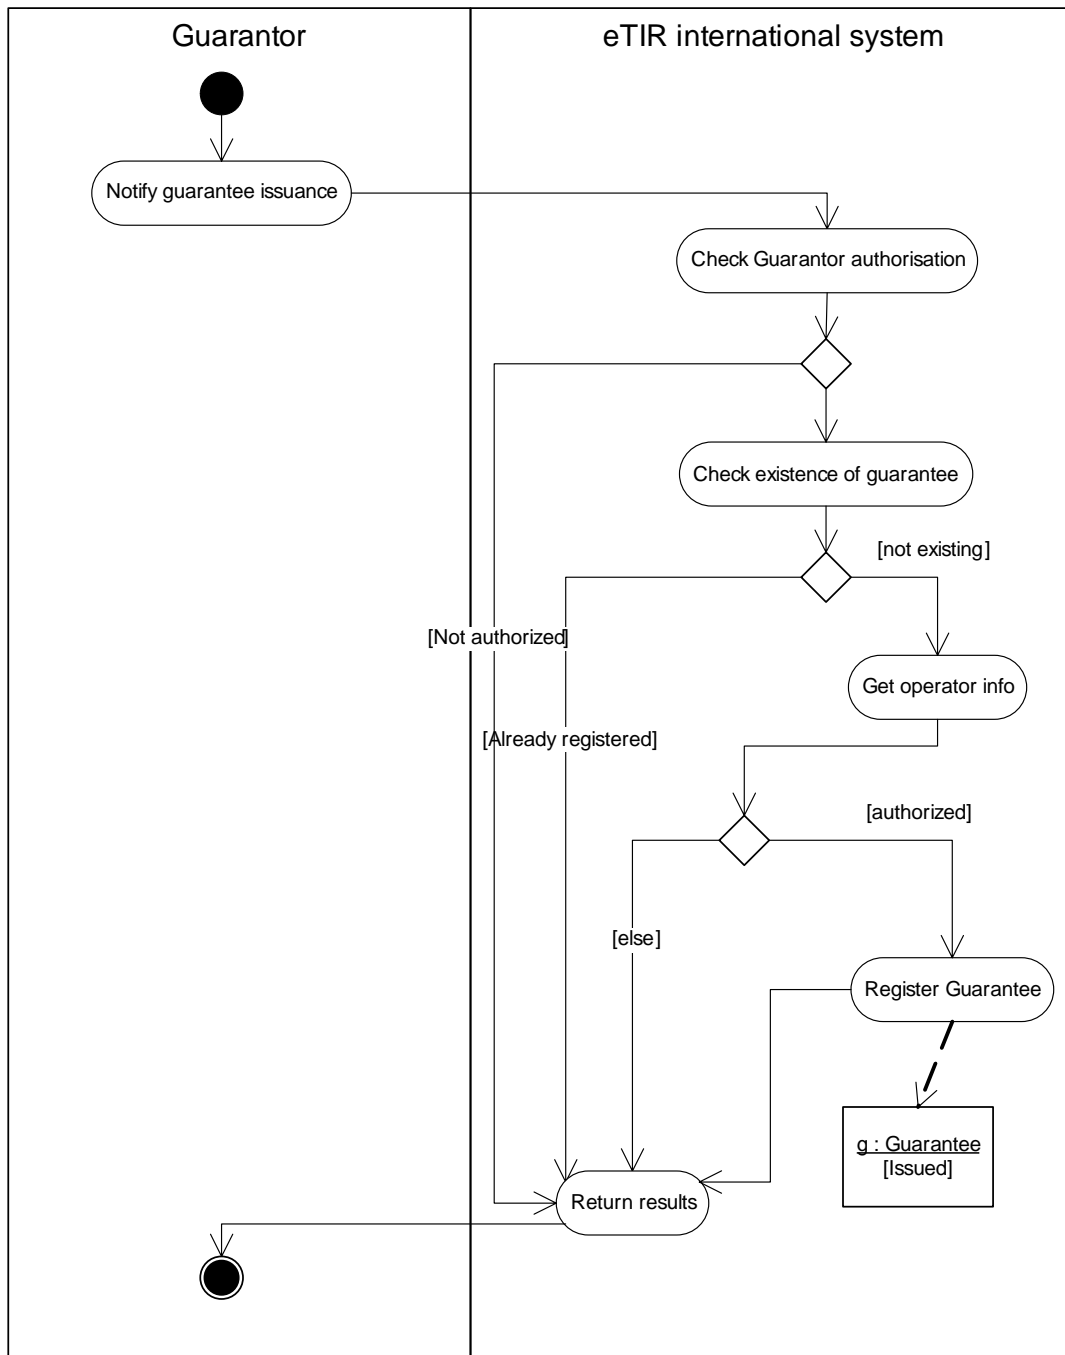 Guarantor
eTIR international system
Notify guarantee issuance
Check Guarantor authorisation
Check existence of guarantee
[not existing]
[Not authorized]
Get operator info
[Already registered]
[authorized]
[else]
Register Guarantee
g : Guarantee
[Issued]
Return results